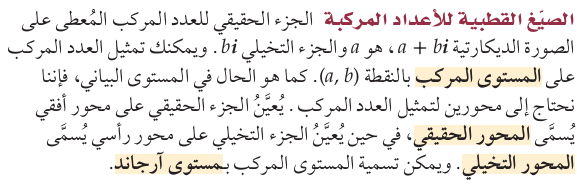 الصيّغ القطبية للأعداد المركبة الجزء الحقيقي للعدد المركب المُعطى على
الصورة الديكارتية a + bi ، هو a والجزء التخيلي bi . ويمكنك تمثيل العدد المركب
على المستوى المركب بالنقطة (a, b). كما هو الحال في المستوى البياني، فإننا
نحتاج إلى محورين لتمثيل العدد المركب . يُعيَّنُ الجزء الحقيقي على محور أفقي
يُسمَّى المحور الحقيقي، في حين يُعيَّنُ الجزء التخيلي على محور رأسي يُسمَّى
المحور التخيلي . ويمكن تسمية المستوى المركب بـمستوى آرجاند.